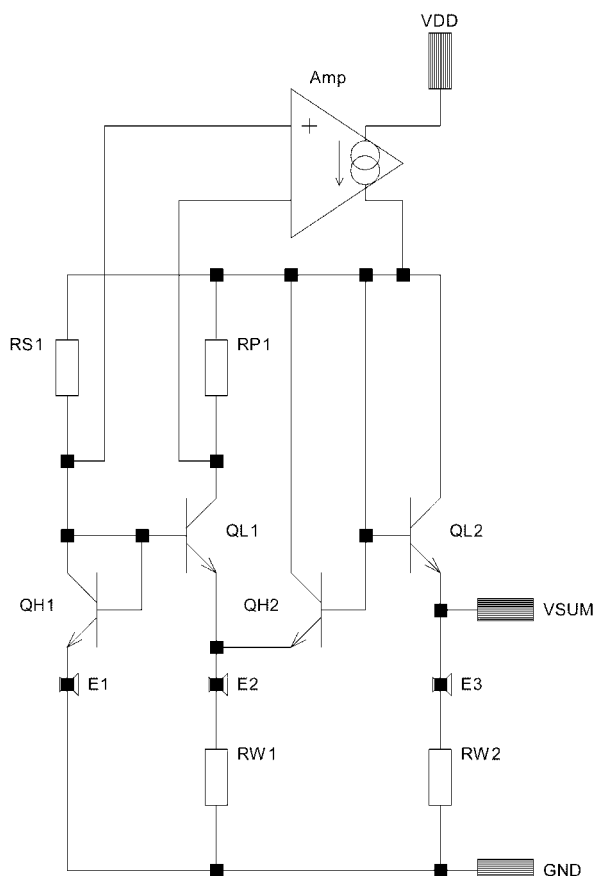 VDD
Amp
+
RS1
RP1
QL1
QL2
QH1
QH2
VSUM
E1
E2
E3
RW1
RW2
GND